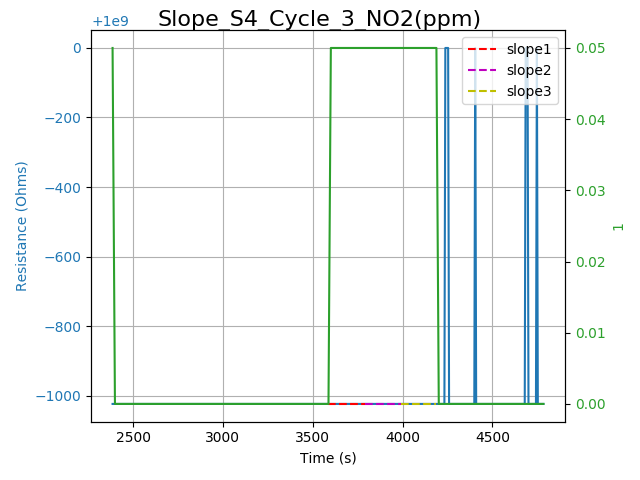 Slope_S4_Cycle_3_NO2(ppm)
+1e9
slope1
slope2
slope3
0
−200
−400
−600
−800
−1000
Resistance (Ohms)
0.05
0.04
0.03
0.02
0.01
0.00
1
2500 3000 3500 4000 4500
Time (s)